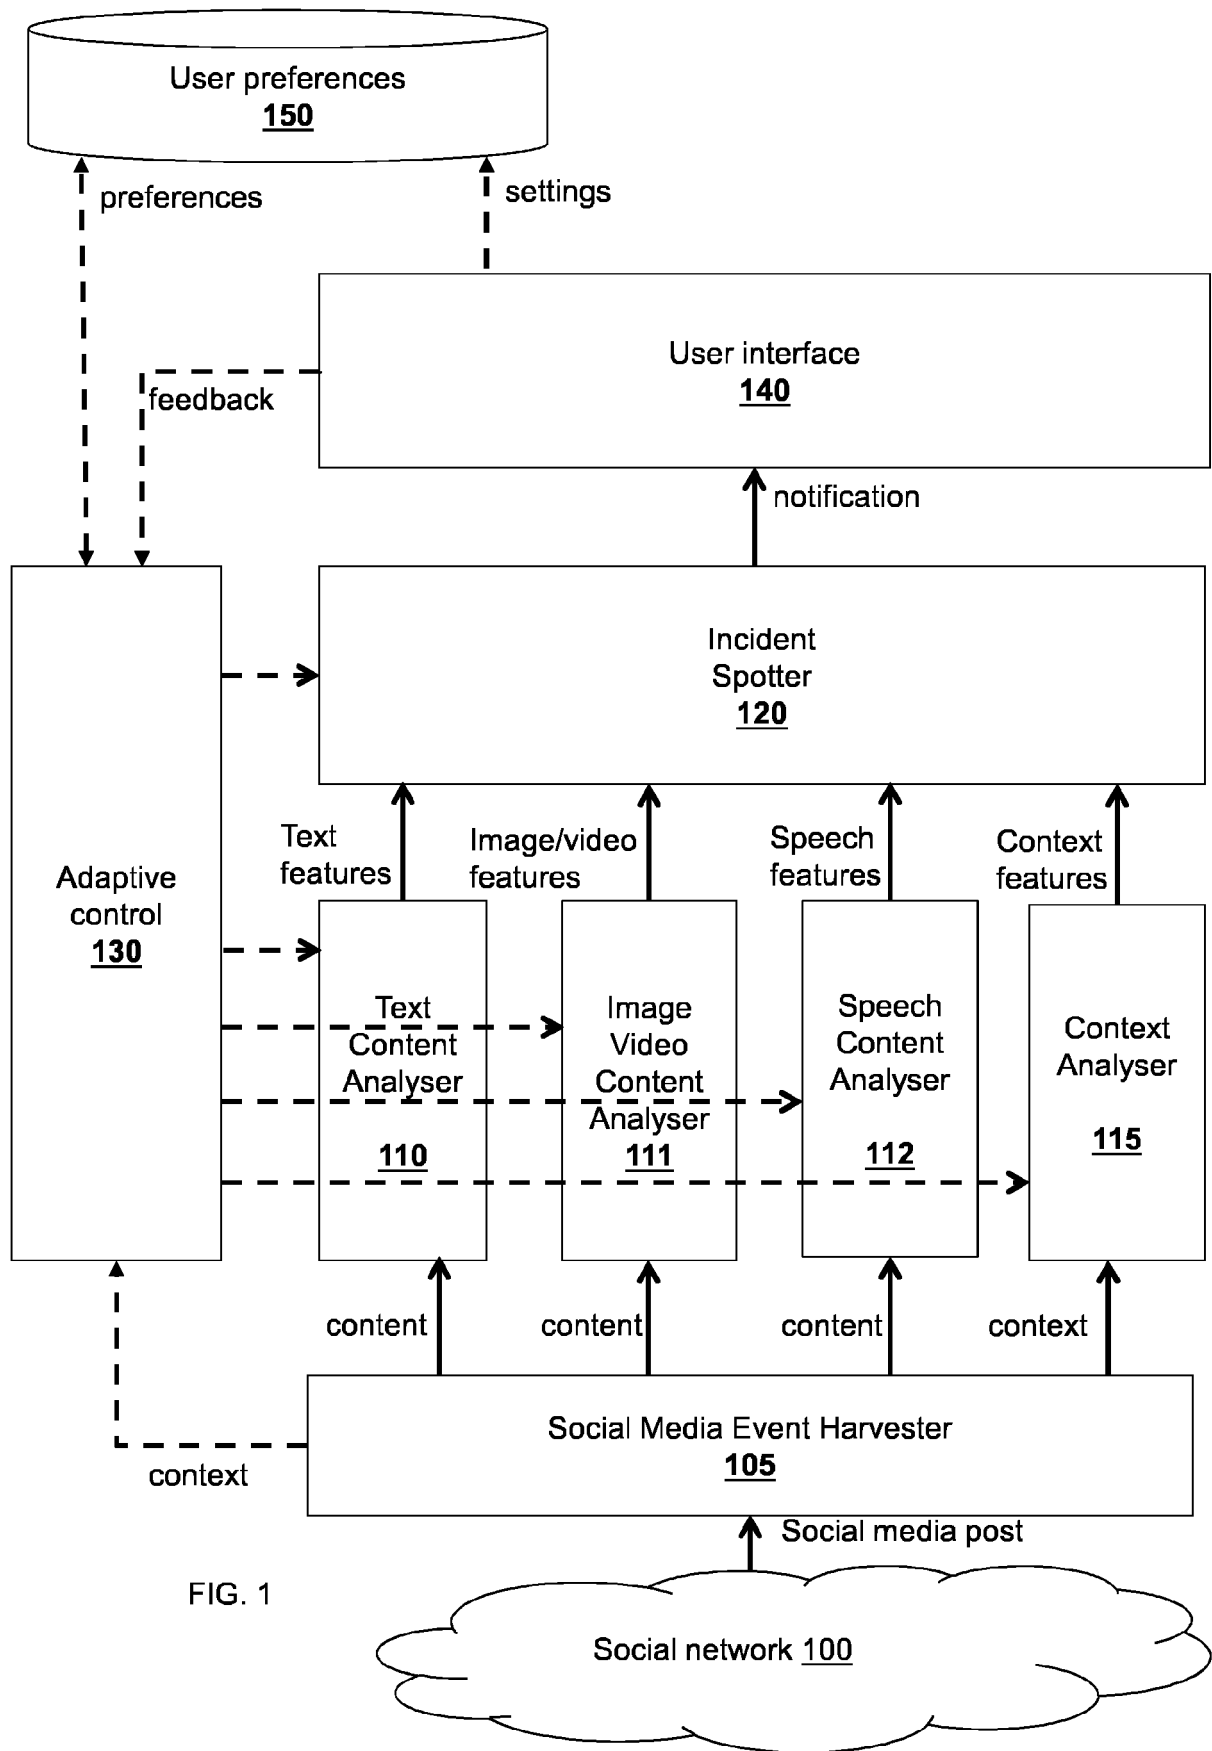 User preferences
150
preferences
settings
User interface
140
feedback
notification
Incident
Spotter
120
Text
features
Image/video
features
Speech
features
Context
features
Adaptive
control
130
Text
Content
Analyser
110
Image
Video
Content
Analyser
111
Speech
Content
Analyser
112
Context
Analyser
115
content
content
content
context
Social Media Event Harvester
105
context
Social media post
FIG. 1
Social network 100